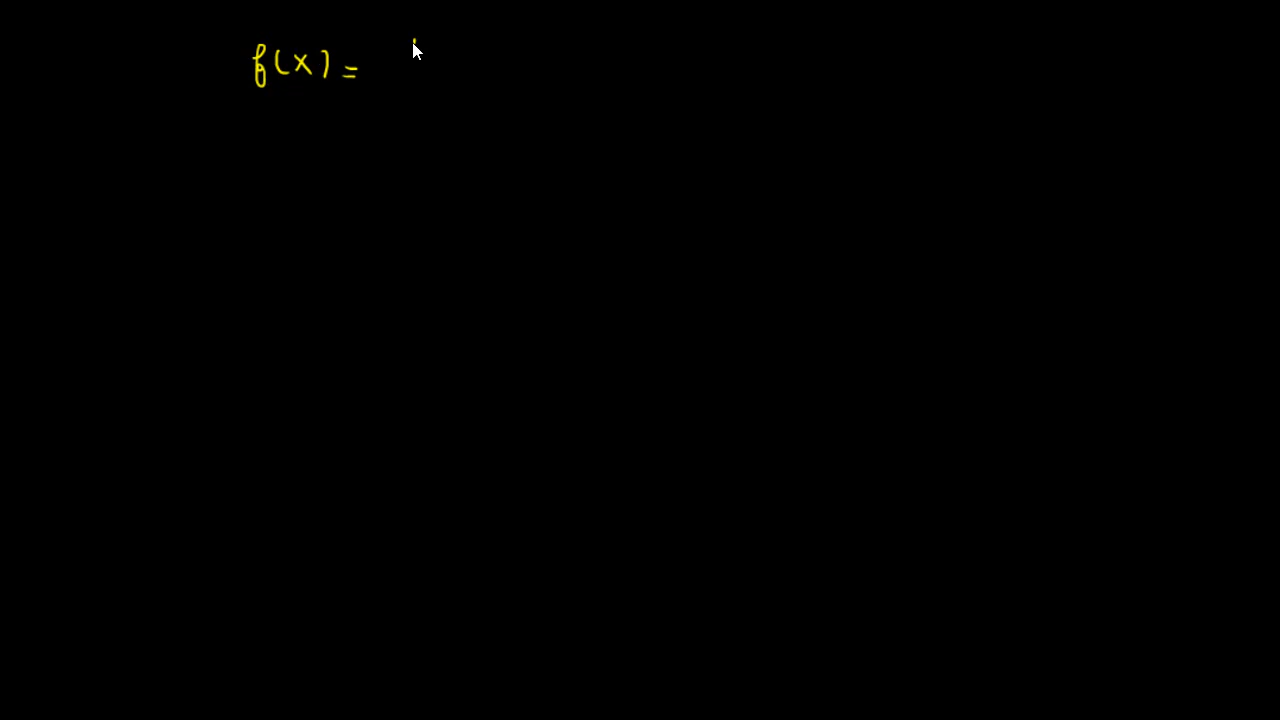 f(x) =